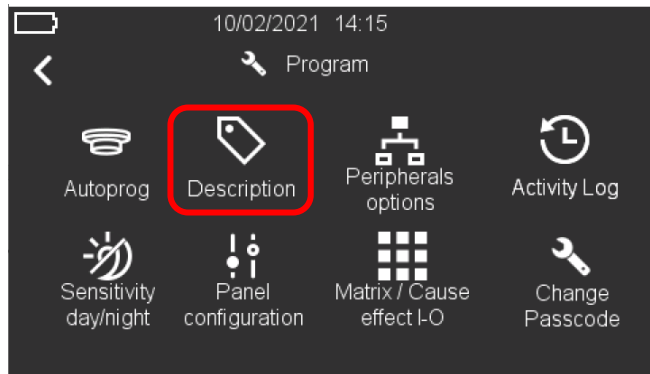 10/02/2021 14:15
Program
Autoprog
Description
Peripherals
options
Activity Log
Sensitivity
day/night
Panel
configuration
Matrix / Cause
effect I-O
Change
Passcode